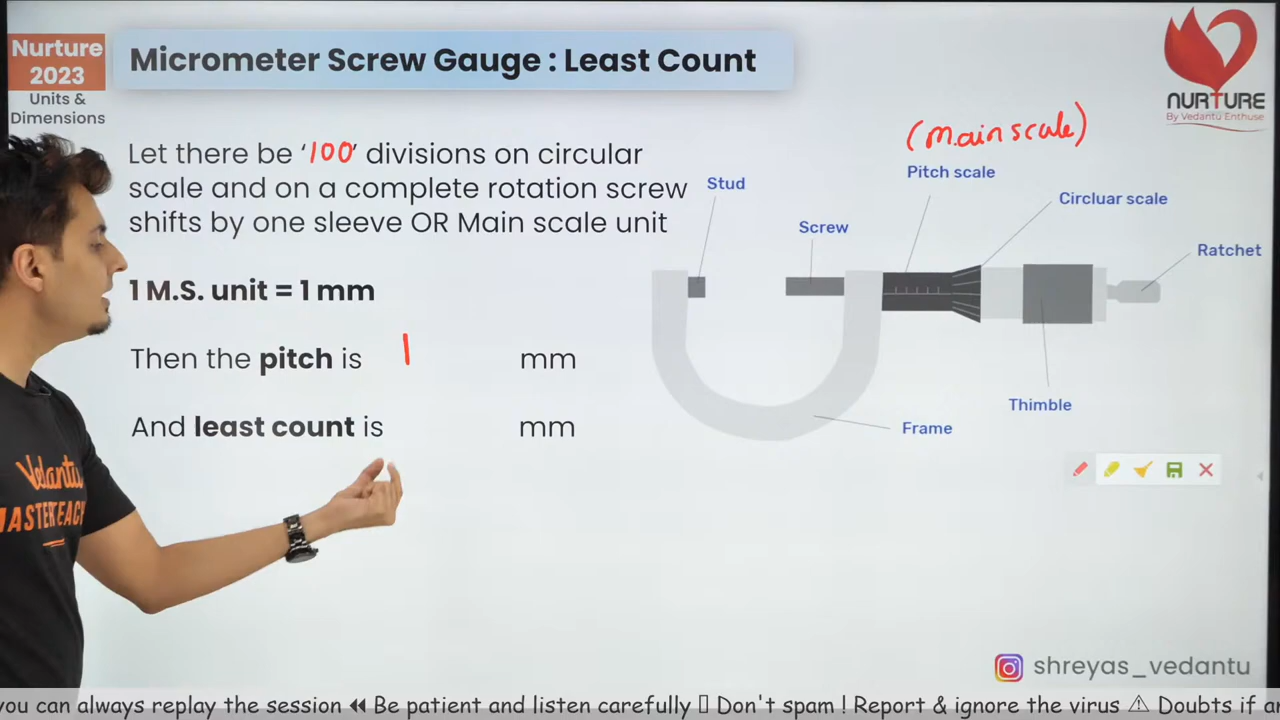 Nurture
2023
Units &
Dimensions
Micrometer Screw Gauge : Least Count
NURTURE
By Vedantu Enthuse
Let there be ‘100’ divisions on circular
scale and on a complete rotation screw
shifts by one sleeve OR Main scale unit
1 M.S. unit = 1 mm
Then the pitch is 1 mm
And least count is mm
(main scale)
Pitch scale
Stud
Circluar scale
Screw
Ratchet
Thimble
Frame
Vedantu
MASTERTEACH
shreyas_vedantu
you can always replay the session ⏪ Be patient and listen carefully Don't spam ! Report & ignore the virus ⚠ Doubts if